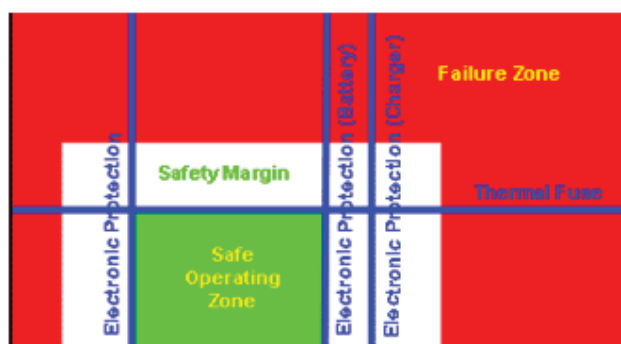 Failure Zone
Safety Margin
Thermal Fuse
Electronic Protection
Safe
Operating
Zone
Electronic Protection (Battery)
Electronic Protection (Charger)